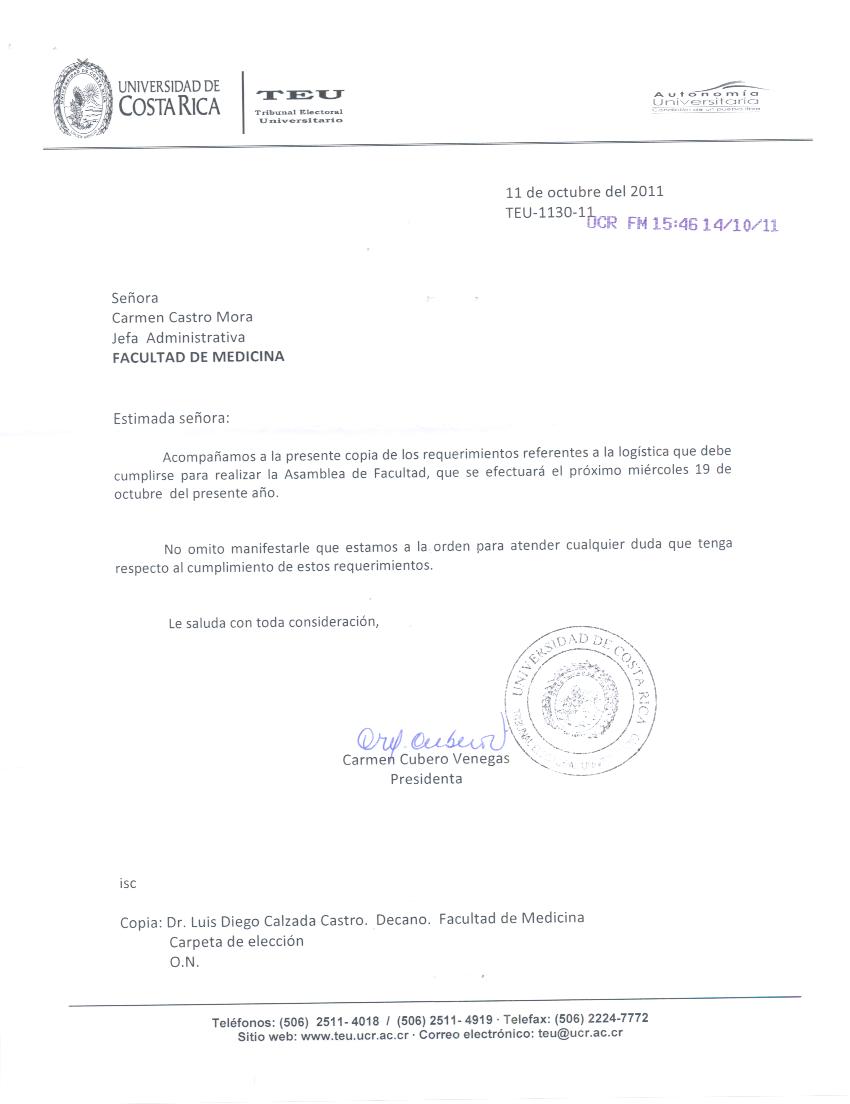 UNIVERSIDAD DE
COSTA RICA
TEU
Tribunal Electoral
Universitario
Autonomía
Universitaria
11 de octubre del 2011
TEU-1130-11
UCR FM 15:46 14/10/11
Señora
Carmen Castro Mora
Jefa Administrativa
FACULTAD DE MEDICINA
Estimada señora:
Acompañamos a la presente copia de los requerimientos referentes a la logística que debe
cumplirse para realizar la Asamblea de Facultad, que se efectuará el próximo miércoles 19 de
octubre del presente año.
No omito manifestarle que estamos a la orden para atender cualquier duda que tenga
respecto al cumplimiento de estos requerimientos.
Le saluda con toda consideración,
UNIVERSIDAD DE COSTA RICA
Carmen Cubero Venegas
Presidenta
isc
Copia: Dr. Luis Diego Calzada Castro. Decano. Facultad de Medicina
Carpeta de elección
O.N.
Teléfonos: (506) 2511- 4018 / (506) 2511- 4919 · Telefax: (506) 2224-7772
Sitio web: www.teu.ucr.ac.cr · Correo electrónico: teu@ucr.ac.cr